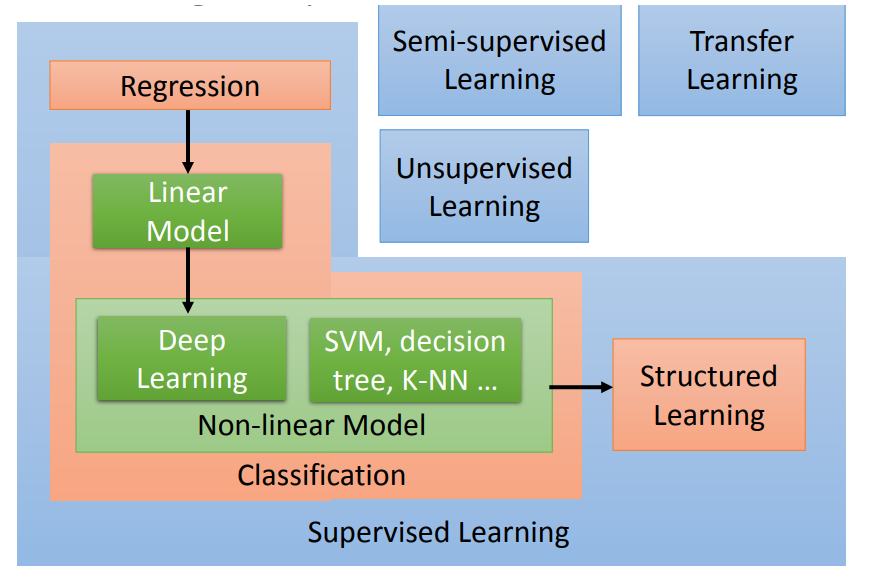 Semi-supervised
Learning
Transfer
Learning
Regression
Unsupervised
Learning
Linear
Model
Deep
Learning
SVM, decision
tree, K-NN ...
Non-linear Model
Structured
Learning
Classification
Supervised Learning